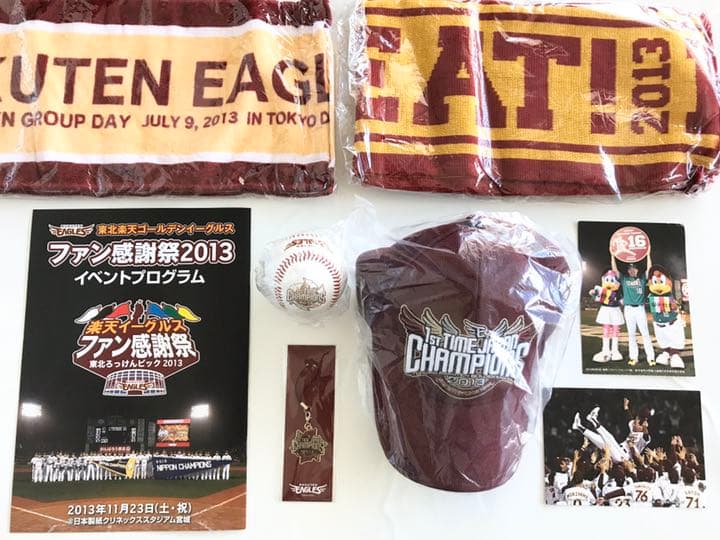 KUTEN EAGL
EN GROUP DAY JULY 9, 2013 IN TOKYO D
EAT!
2013
EAGLES
東北楽天ゴールデンイーグルス
ファン感謝祭2013
イベントプログラム
楽天イーグルス
ファン感謝祭
東北ろっけんピック2013
EAGLES
2013 NIPPON CHAMPIONS
2013年11月23日(土・祝)
@日本製紙クリネックススタジアム宮城
CHAMPIONS
EAGLES
1ST TIME JAPAN
CHAMPIONS
2013
16
76
71